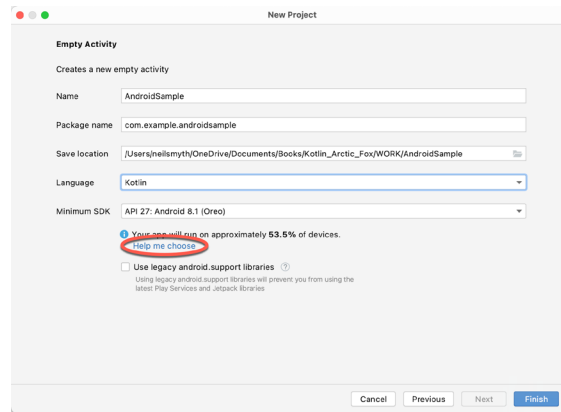 New Project
Empty Activity
Creates a new empty activity
Name AndroidSample
Package name com.example.androidsample
Save location /Users/neilsmyth/OneDrive/Documents/Books/Kotlin_Arctic_Fox/WORK/AndroidSample
Language Kotlin
Minimum SDK API 27: Android 8.1 (Oreo)
Your app will run on approximately 53.5% of devices.
Help me choose
Use legacy android.support libraries ?
Using legacy android.support libraries will prevent you from using the
latest Play Services and Jetpack libraries
Cancel Previous Next Finish